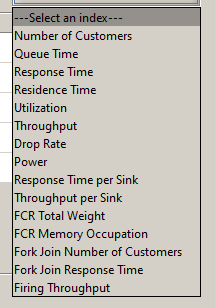 ---Select an index---
Number of Customers
Queue Time
Response Time
Residence Time
Utilization
Throughput
Drop Rate
Power
Response Time per Sink
Throughput per Sink
FCR Total Weight
FCR Memory Occupation
Fork Join Number of Customers
Fork Join Response Time
Firing Throughput